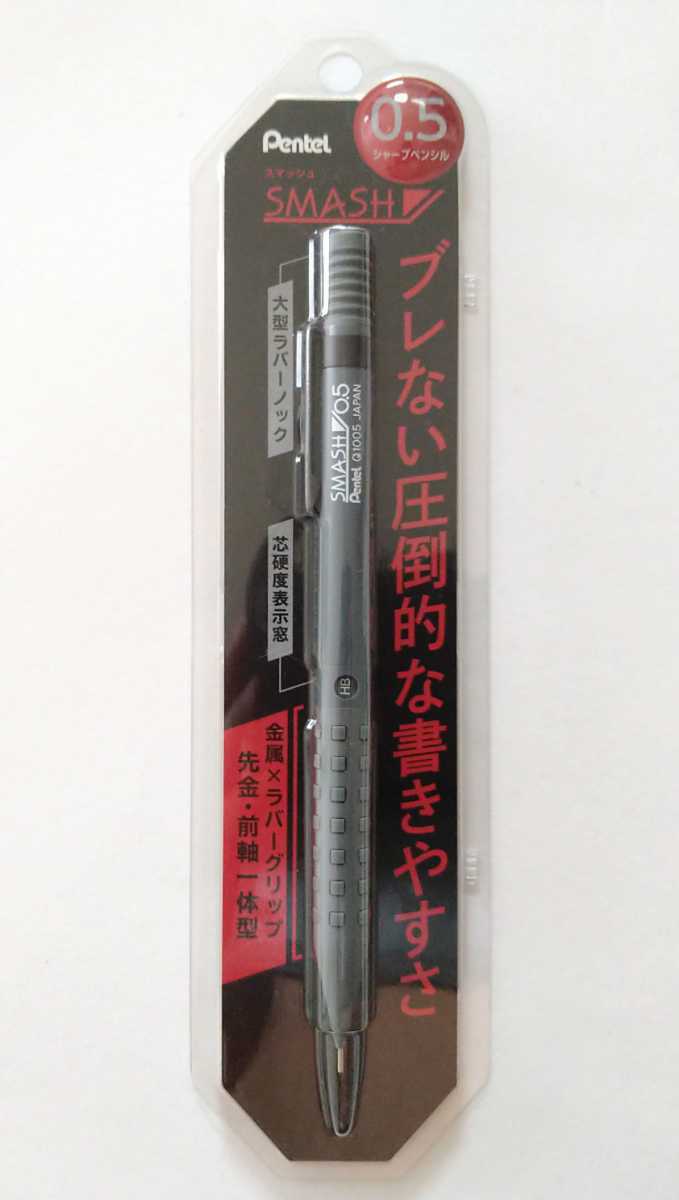 0.5
シャープペンシル
Pentel
スマッシュ
SMASH
ブレない圧倒的な書きやすさ
大型ラバーノック
SMASH 0.5
Pentel Q1005 JAPAN
芯硬度表示窓
HB
金属×ラバーグリップ
先金・前軸一体型